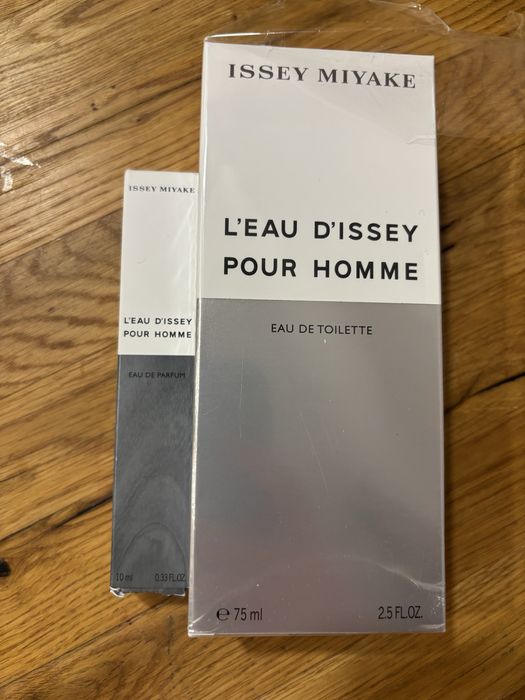 ISSEY MIYAKE
L'EAU D'ISSEY
POUR HOMME
EAU DE PARFUM
10 ml 0.33 FL.OZ.
ISSEY MIYAKE
L'EAU D'ISSEY
POUR HOMME
EAU DE TOILETTE
℮ 75 ml 2.5 FL.OZ.